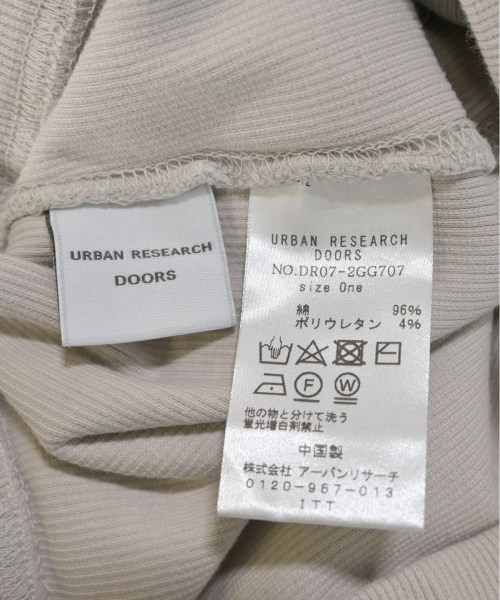 URBAN RESEARCH
DOORS
URBAN RESEARCH
DOORS
NO.DR07-2GG707
size One
綿 96%
ポリウレタン 4%
F W
他の物と分けて洗う
蛍光増白剤禁止
中国製
株式会社 アーバンリサーチ
0120-967-013
ITT